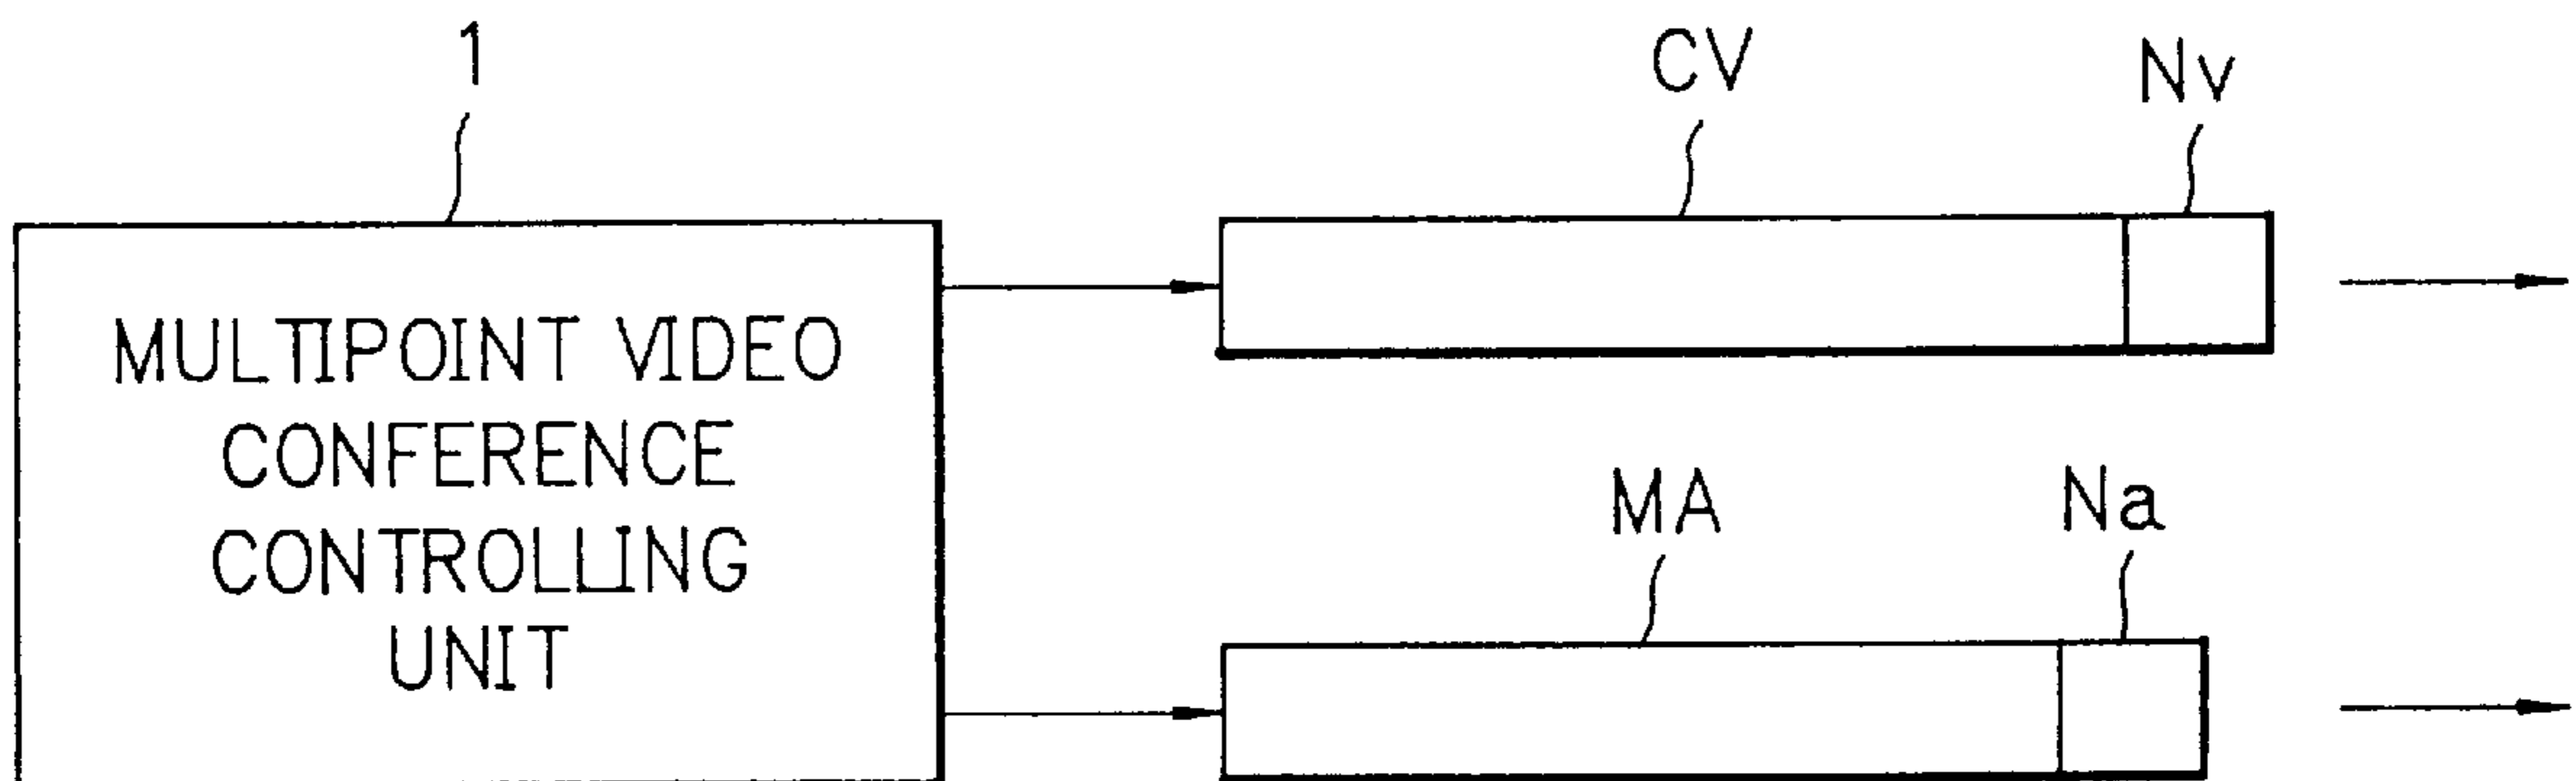 1
CV
Nv
MULTIPOINT VIDEO
CONFERENCE
CONTROLLING
UNIT
MA
Na